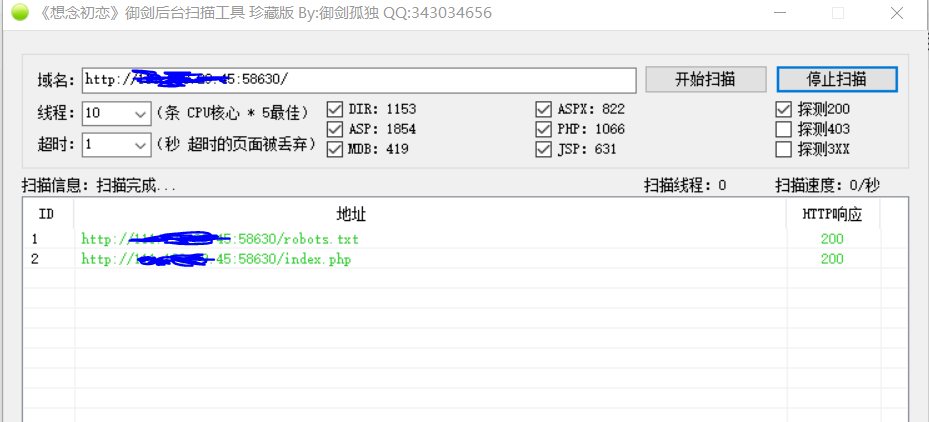 《想念初恋》御剑后台扫描工具 珍藏版 By:御剑孤独 QQ:343034656
域名: http:// 45:58630/ 开始扫描 停止扫描
线程: 10 (条 CPU核心 * 5最佳) DIR: 1153 ASPX: 822 探测200
ASP: 1854 PHP: 1066 探测403
超时: 1 (秒 超时的页面被丢弃) MDB: 419 JSP: 631 探测3XX
扫描信息: 扫描完成... 扫描线程: 0 扫描速度: 0/秒
ID 地址 HTTP响应
1 http:// 45:58630/robots.txt 200
2 http:// 45:58630/index.php 200